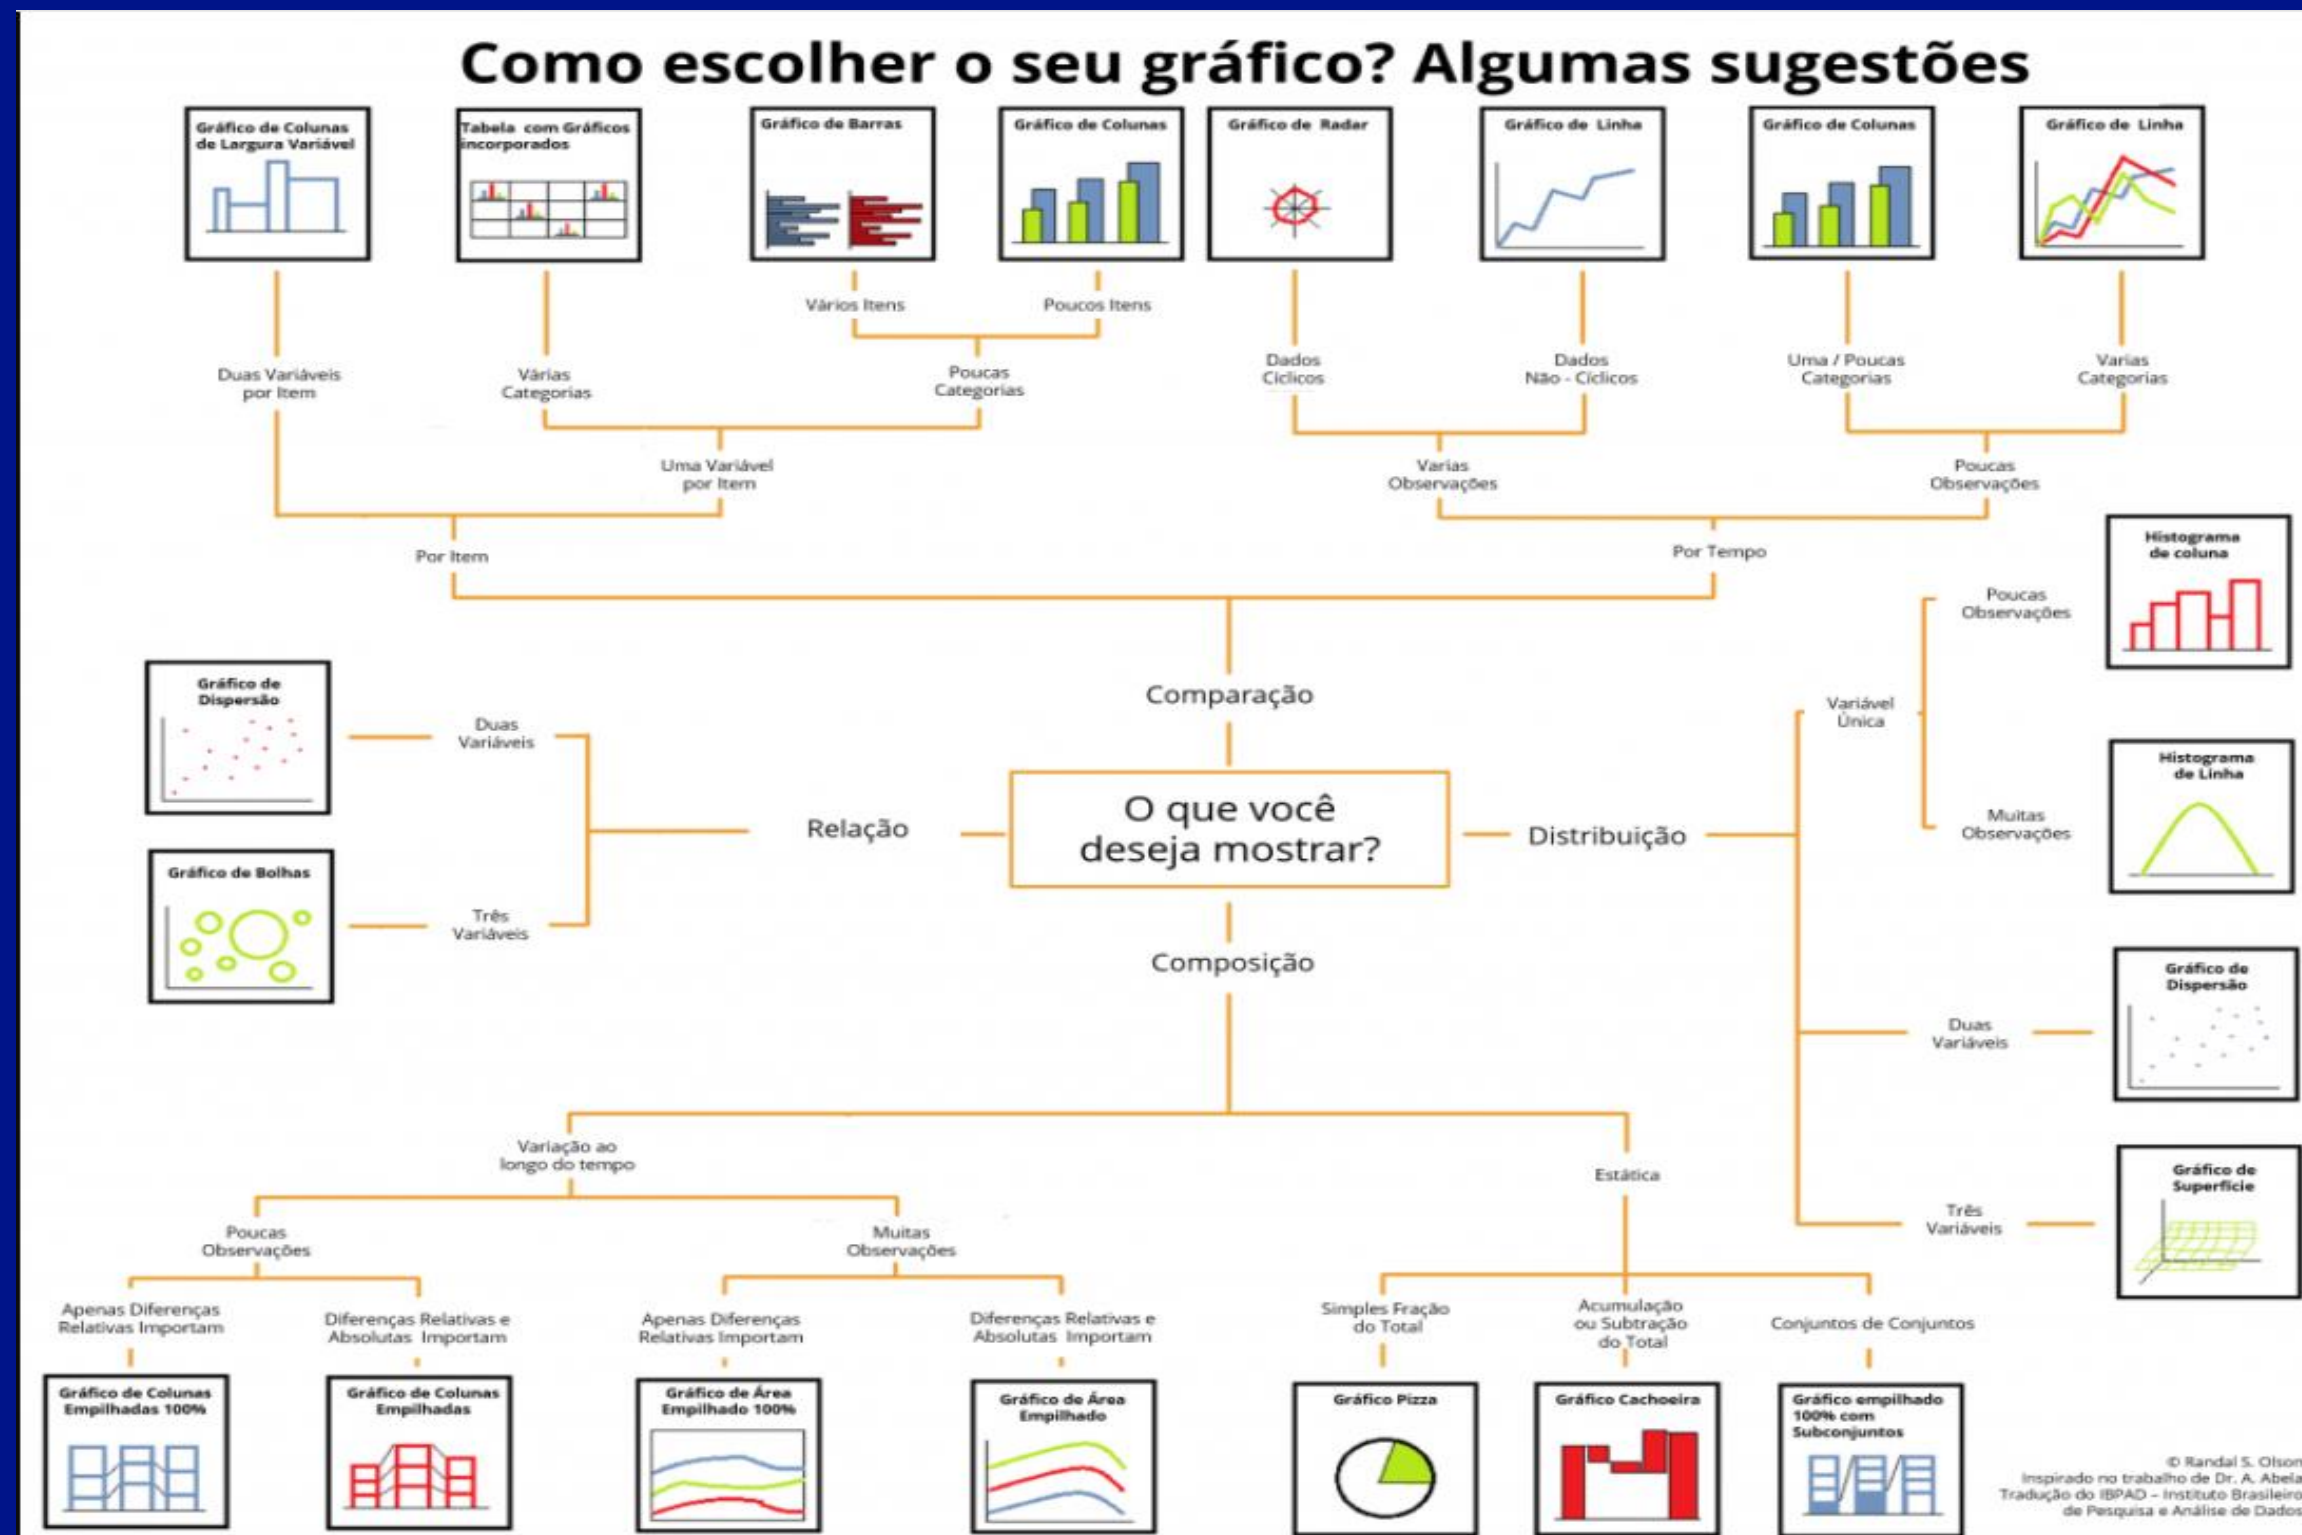 Como escolher o seu gráfico? Algumas sugestões
Gráfico de Colunas
de Largura Variável
Tabela com Gráficos
incorporados
Gráfico de Barras
Gráfico de Colunas
Gráfico de Radar
Gráfico de Linha
Gráfico de Colunas
Gráfico de Linha
Vários Itens
Poucos Itens
Duas Variáveis
por Item
Várias
Categorias
Poucas
Categorias
Dados
Cíclicos
Dados
Não - Cíclicos
Uma / Poucas
Categorias
Varias
Categorias
Uma Variável
por Item
Varias
Observações
Poucas
Observações
Por Item
Por Tempo
Histograma
de coluna
Poucas
Observações
Comparação
Variável
Única
Gráfico de
Dispersão
Duas
Variáveis
Histograma
de Linha
Muitas
Observações
O que você
deseja mostrar?
Relação
Distribuição
Gráfico de Bolhas
Três
Variáveis
Composição
Gráfico de
Dispersão
Duas
Variáveis
Gráfico de
Superfície
Três
Variáveis
Variação ao
longo do tempo
Estática
Poucas
Observações
Muitas
Observações
Apenas Diferenças
Relativas Importam
Diferenças Relativas e
Absolutas Importam
Apenas Diferenças
Relativas Importam
Diferenças Relativas e
Absolutas Importam
Simples Fração
do Total
Acumulação
ou Subtração
do Total
Conjuntos de Conjuntos
Gráfico de Colunas
Empilhadas 100%
Gráfico de Colunas
Empilhadas
Gráfico de Área
Empilhado 100%
Gráfico de Área
Empilhado
Gráfico Pizza
Gráfico Cachoeira
Gráfico empilhado
100% com
Subconjuntos
© Randal S. Olson
Inspirado no trabalho de Dr. A. Abela
Tradução do IBPAD – Instituto Brasileiro
de Pesquisa e Análise de Dados